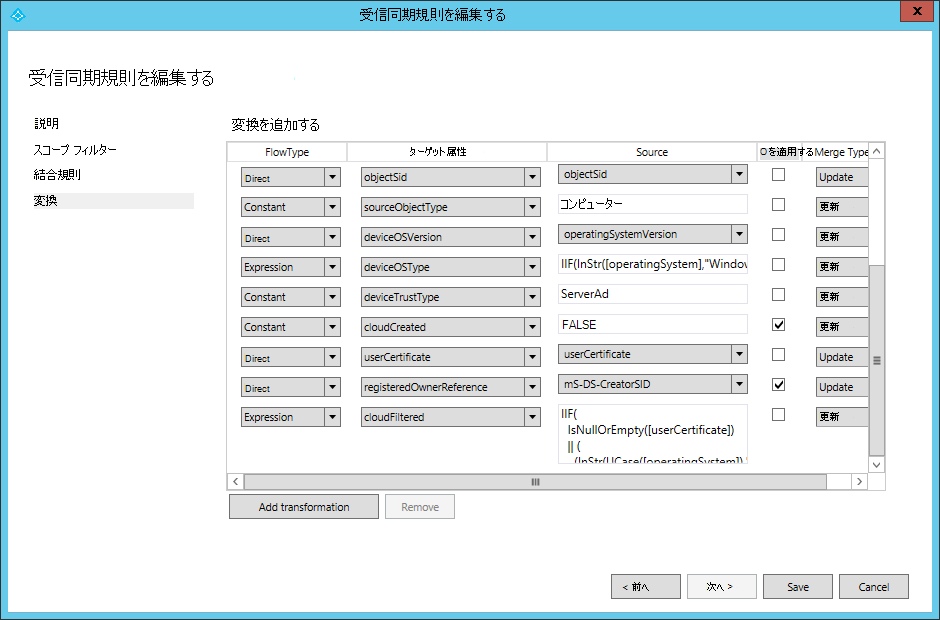 受信同期規則を編集する
X
受信同期規則を編集する
説明
スコープ フィルター
結合規則
変換
変換を追加する
FlowType ターゲット属性 Source Oを適用する Merge Type
Direct objectSid objectSid Update
Constant sourceObjectType コンピューター 更新
Direct deviceOSVersion operatingSystemVersion 更新
Expression deviceOSType IIF(InStr([operatingSystem],"Window 更新
Constant deviceTrustType ServerAd 更新
Constant cloudCreated FALSE 更新
Direct userCertificate userCertificate Update
Direct registeredOwnerReference mS-DS-CreatorSID Update
Expression cloudFiltered IIF( 更新
IsNullOrEmpty([userCertificate])
|| (
(InStr(UCase([operatingSystem]),"
Add transformation Remove
< 前へ 次へ > Save Cancel